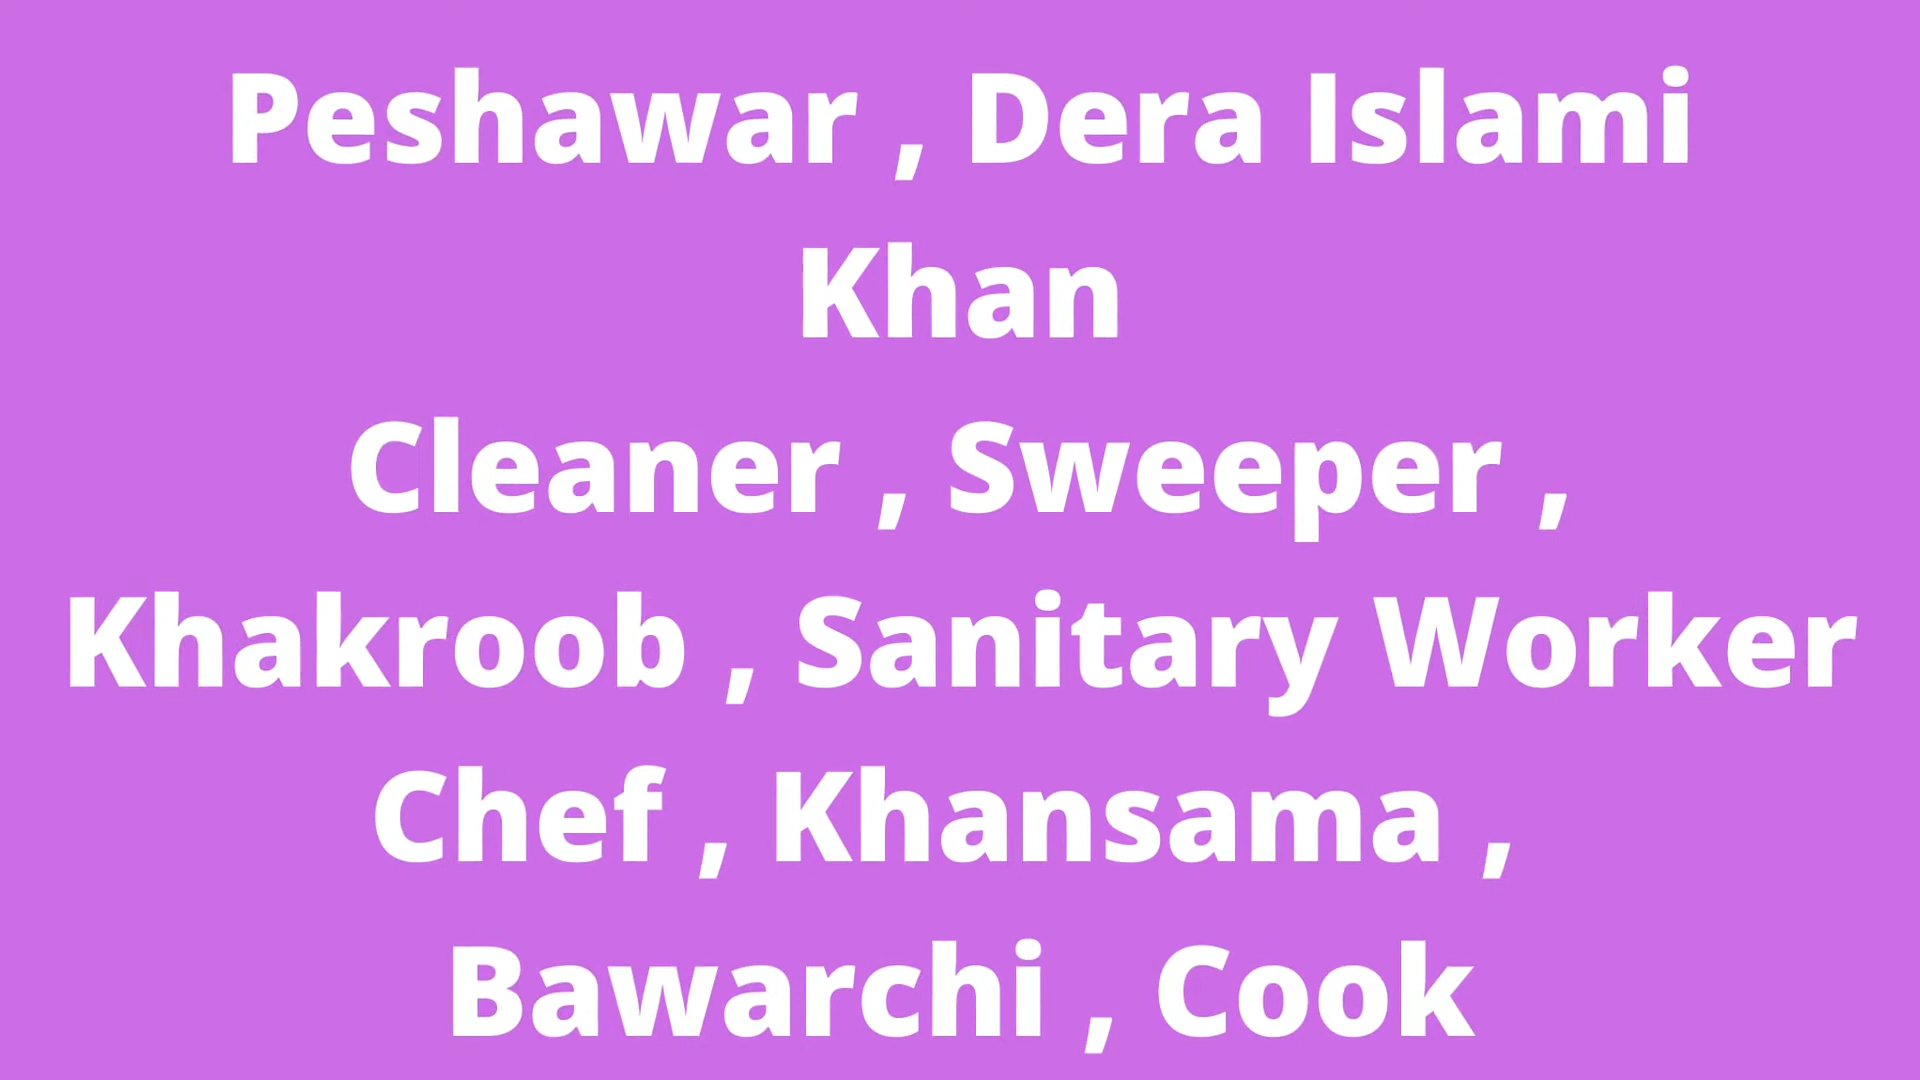 Peshawar , Dera Islami
Khan
Cleaner , Sweeper ,
Khakroob , Sanitary Worker
Chef , Khansama ,
Bawarchi , Cook